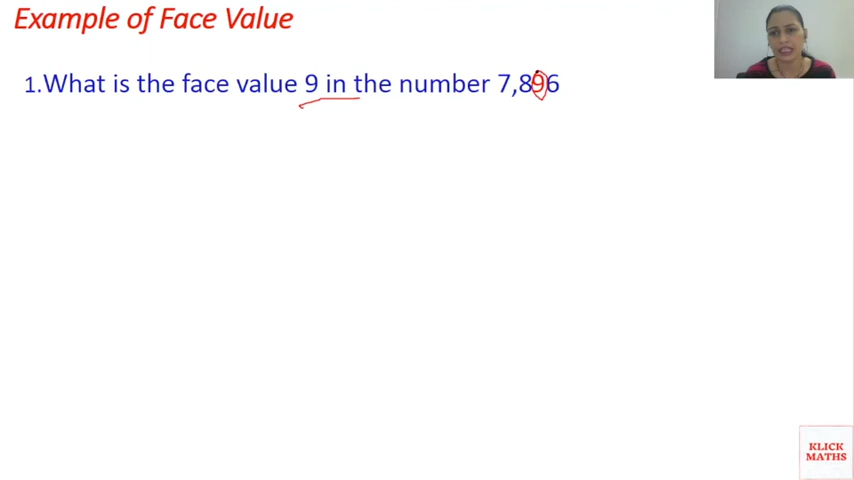 Example of Face Value
1.What is the face value 9 in the number 7,896
KLICK
MATHS